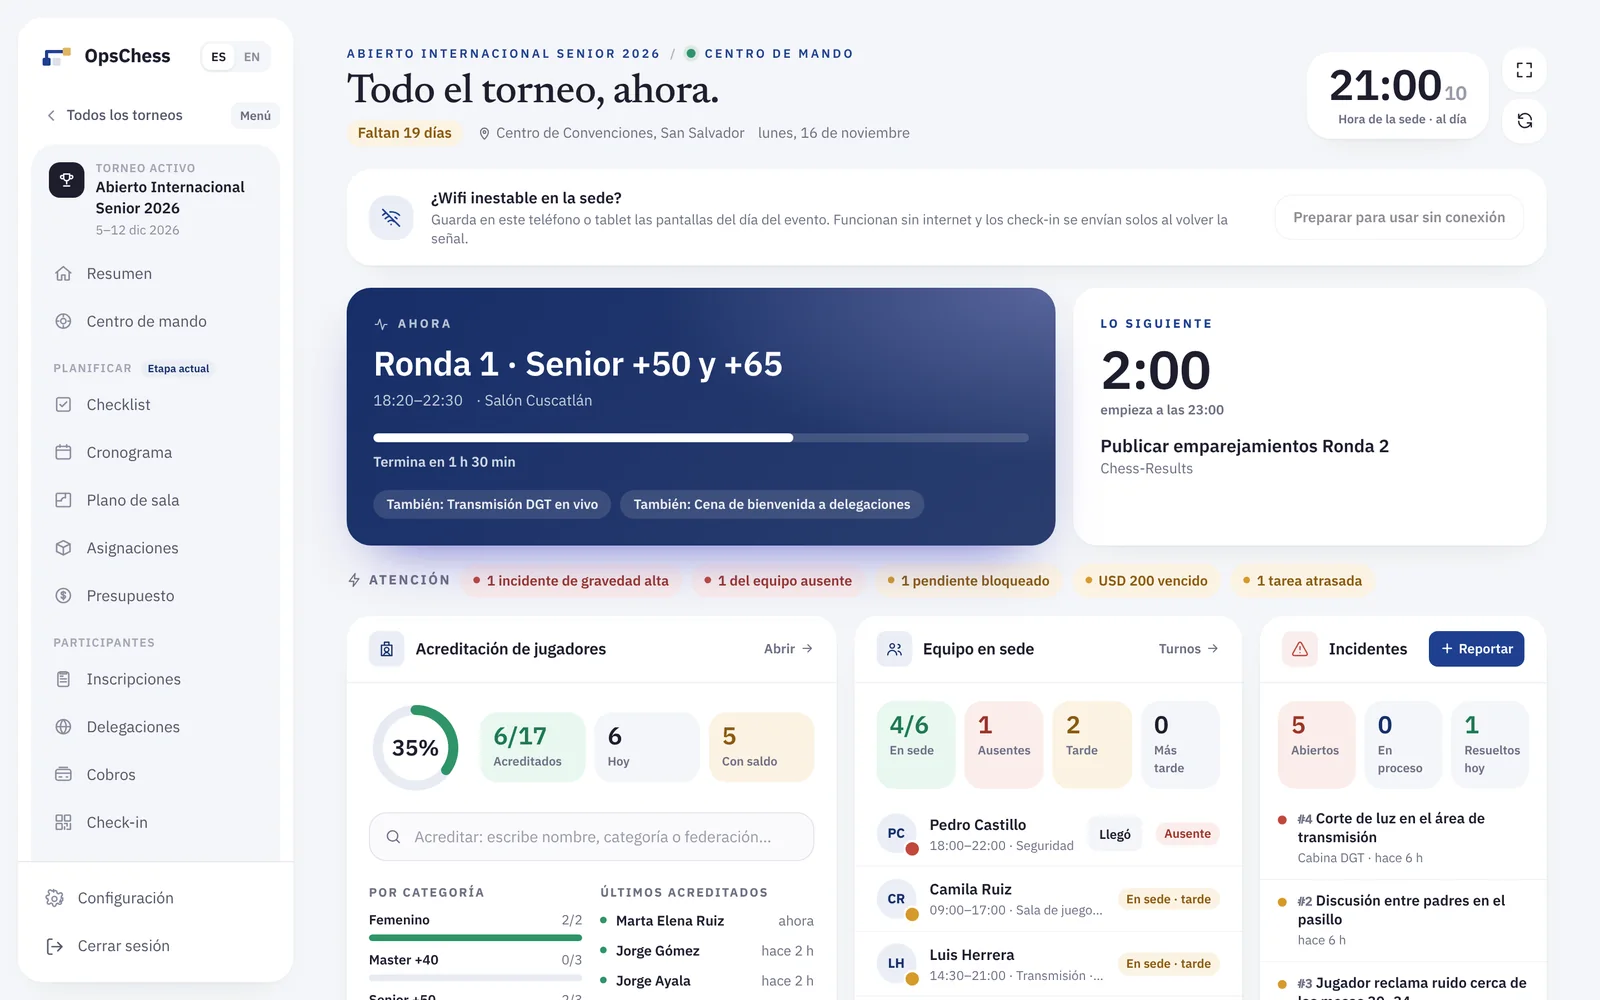 OpsChess
ES EN
Todos los torneos
Menú
TORNEO ACTIVO
Abierto Internacional
Senior 2026
5–12 dic 2026
Resumen
Centro de mando
PLANIFICAR Etapa actual
Checklist
Cronograma
Plano de sala
Asignaciones
Presupuesto
PARTICIPANTES
Inscripciones
Delegaciones
Cobros
Check-in
Configuración
Cerrar sesión
ABIERTO INTERNACIONAL SENIOR 2026 / CENTRO DE MANDO
Todo el torneo, ahora.
Faltan 19 días Centro de Convenciones, San Salvador lunes, 16 de noviembre
21:00 10
Hora de la sede · al día
¿Wifi inestable en la sede?
Guarda en este teléfono o tablet las pantallas del día del evento. Funcionan sin internet y los check-in se envían solos al volver la
señal.
Preparar para usar sin conexión
AHORA
Ronda 1 · Senior +50 y +65
18:20–22:30 · Salón Cuscatlán
Termina en 1 h 30 min
También: Transmisión DGT en vivo
También: Cena de bienvenida a delegaciones
LO SIGUIENTE
2:00
empieza a las 23:00
Publicar emparejamientos Ronda 2
Chess-Results
ATENCIÓN
1 incidente de gravedad alta
1 del equipo ausente
1 pendiente bloqueado
USD 200 vencido
1 tarea atrasada
Acreditación de jugadores
Abrir →
35%
6/17
Acreditados
6
Hoy
5
Con saldo
Acreditar: escribe nombre, categoría o federación...
POR CATEGORÍA
Femenino 2/2
Master +40 0/3
Senior +50 2/3
ÚLTIMOS ACREDITADOS
Marta Elena Ruiz ahora
Jorge Gómez hace 2 h
Jorge Ayala hace 2 h
Equipo en sede
Turnos →
4/6
En sede
1
Ausentes
2
Tarde
0
Más
tarde
PC
Pedro Castillo
18:00–22:00 · Seguridad
Llegó
Ausente
CR
Camila Ruiz
09:00–17:00 · Sala de juego...
En sede · tarde
LH
Luis Herrera
14:30–21:00 · Transmisión ·...
En sede · tarde
Incidentes
+ Reportar
5
Abiertos
0
En
proceso
1
Resueltos
hoy
#4 Corte de luz en el área de
transmisión
Cabina DGT · hace 6 h
#2 Discusión entre padres en el
pasillo
hace 6 h
#3 Jugador reclama ruido cerca de